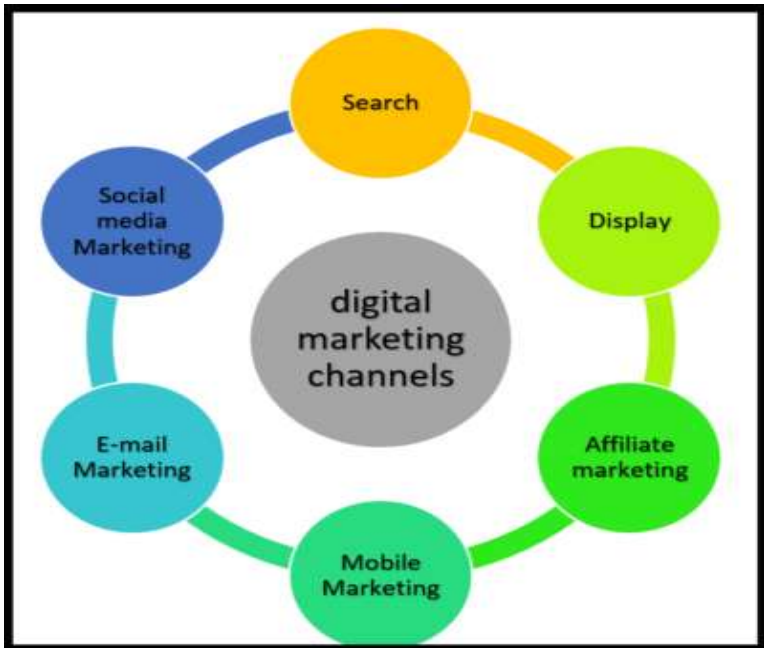 Search
Display
Affiliate
marketing
Mobile
Marketing
E-mail
Marketing
Social
media
Marketing
digital
marketing
channels